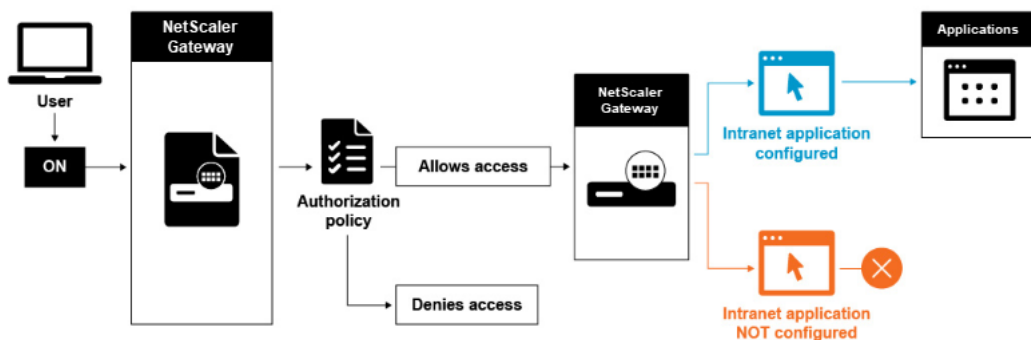 User
ON
NetScaler
Gateway
Authorization
policy
Allows access
Denies access
NetScaler
Gateway
Intranet application
configured
Intranet application
NOT configured
Applications